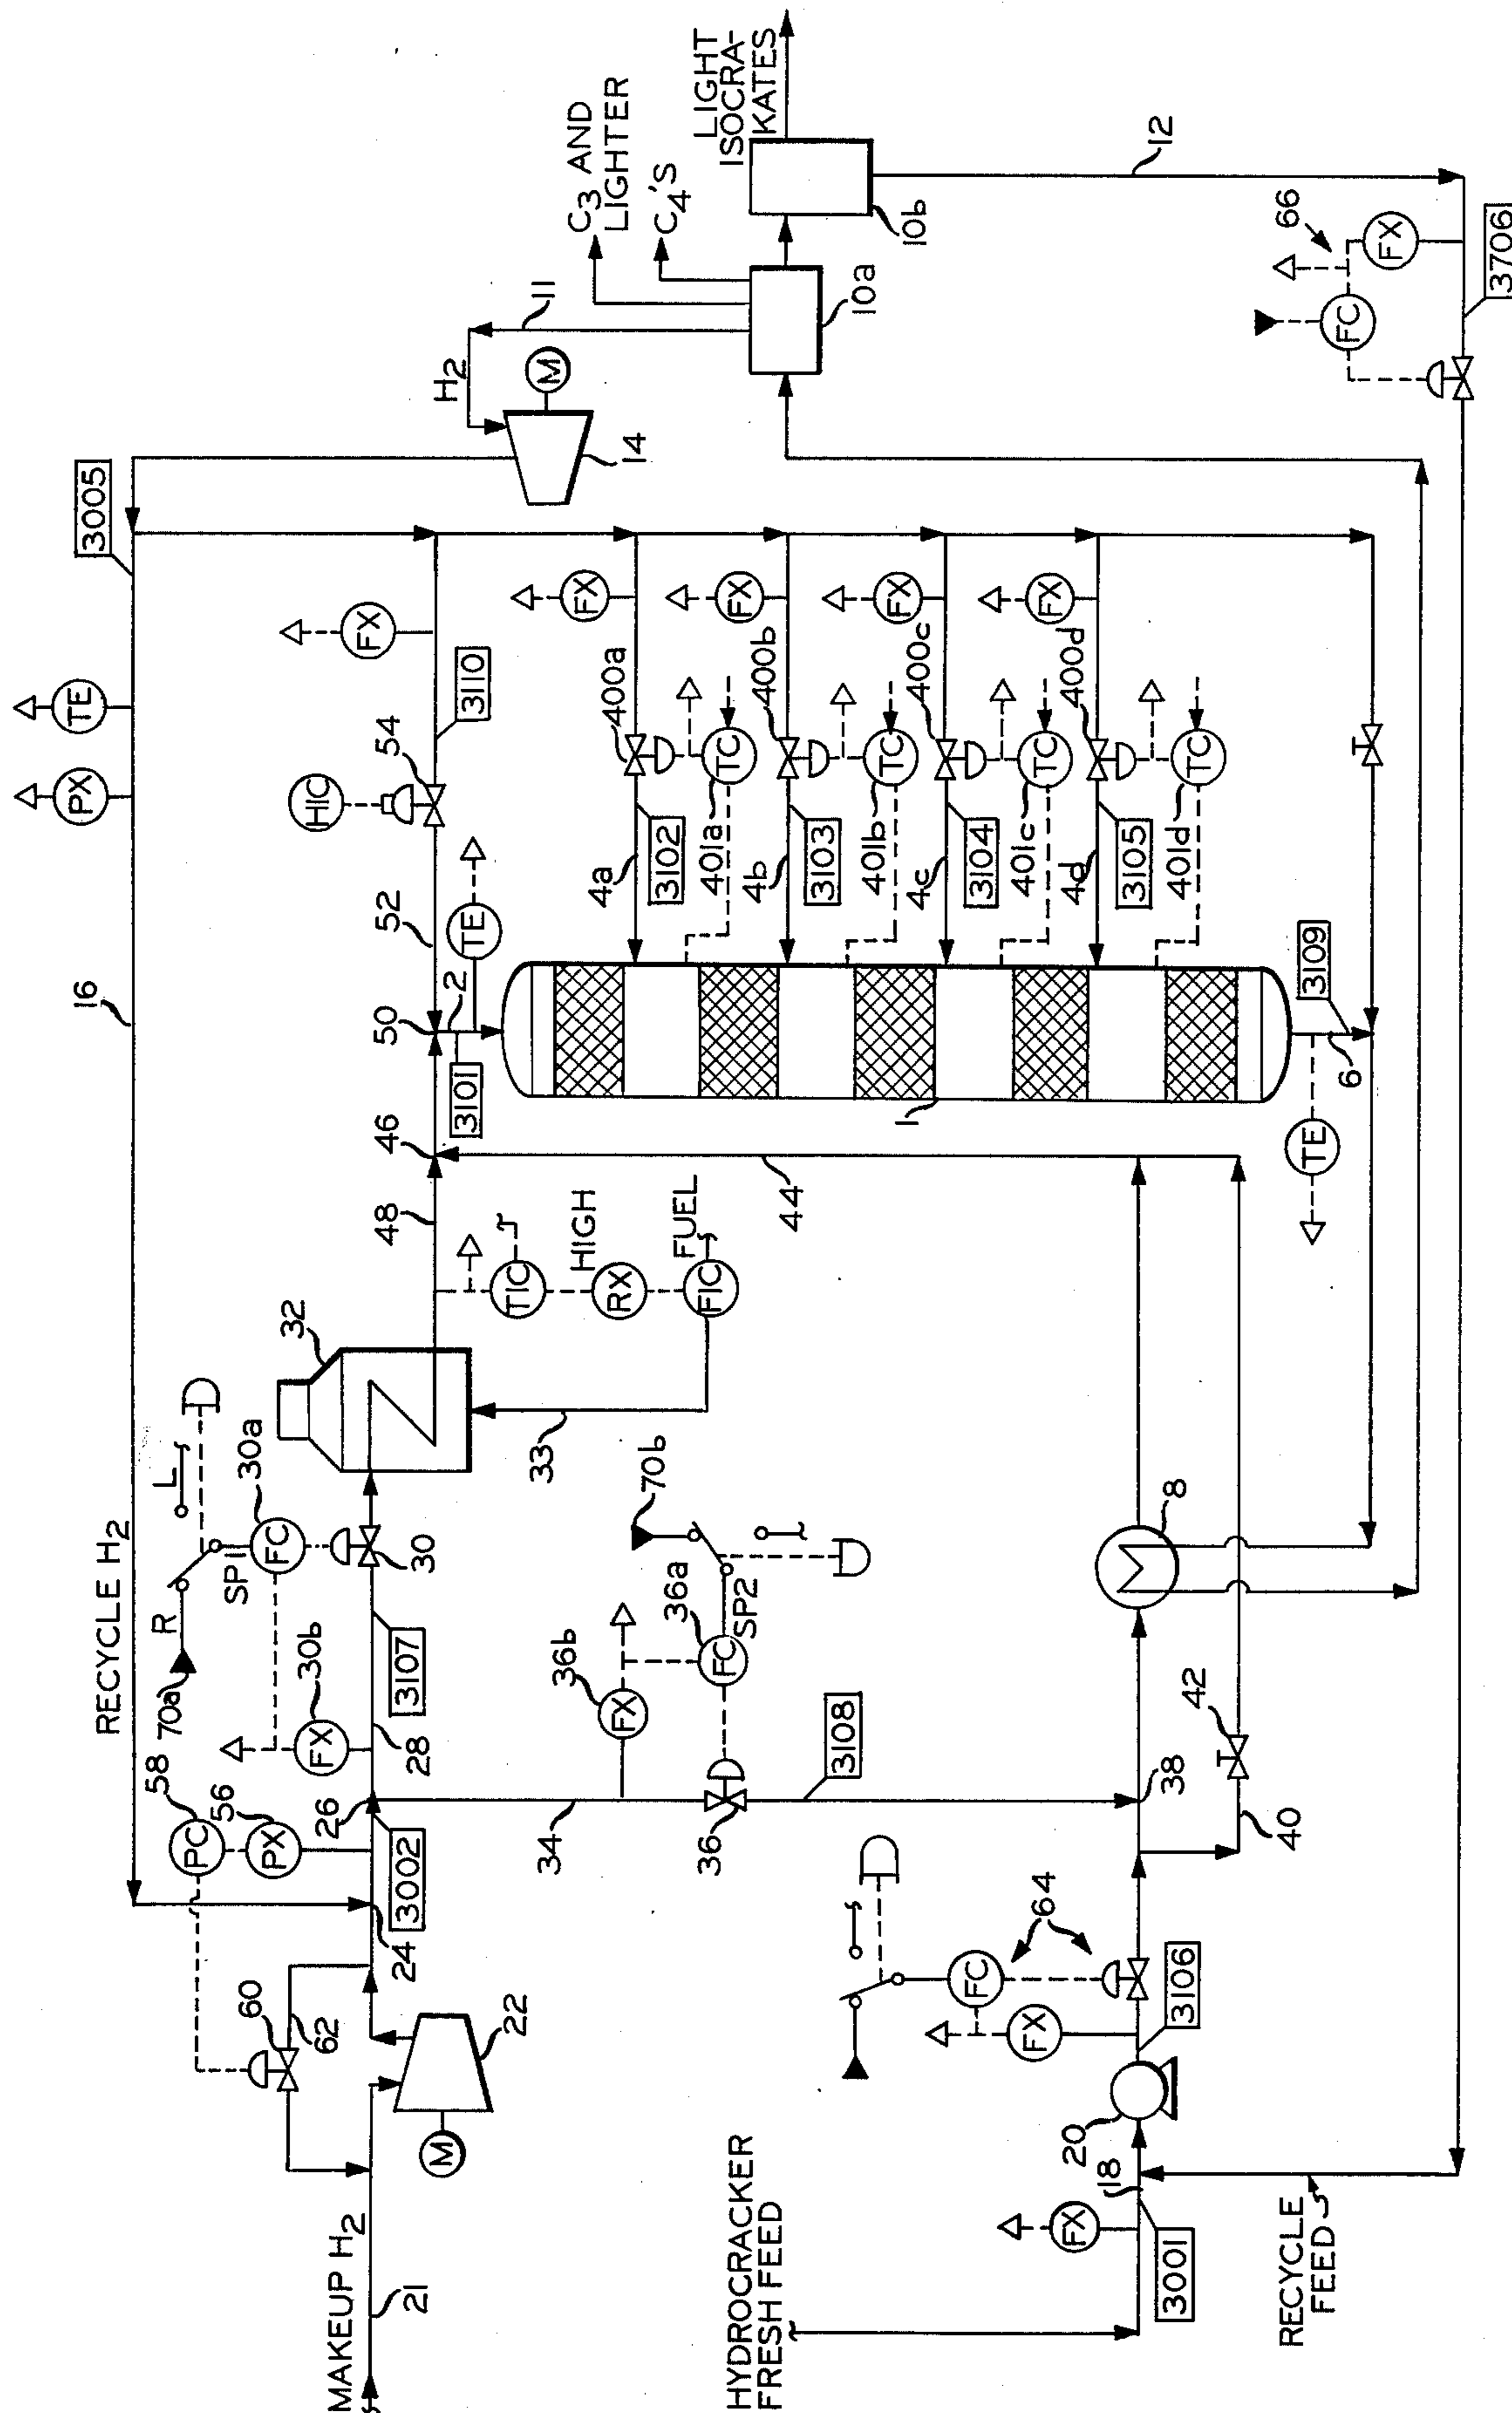 RECYCLE H2
16
3005
TE
PX
MAKEUP H2
21
M
22
60
62
24
PC
58
PX
56
3002
26
FX
30b
28
3107
30
FC
30a
SP1
R
L
70a
32
33
48
TIC
HIGH
RX
FUEL
FIC
46
44
50
52
2
3101
TE
HIC
54
3110
FX
1
4a
3102
400a
401a
TC
FX
4b
3103
400b
401b
TC
FX
4c
3104
400c
401c
TC
FX
4d
3105
400d
401d
TC
FX
6
3109
TE
34
36
FX
36b
FC
36a
SP2
70b
3108
38
8
40
42
HYDROCRACKER
FRESH FEED
3001
FX
18
20
3106
FX
FC
64
RECYCLE
FEED
H2
11
M
14
C3 AND
LIGHTER
C4'S
10a
LIGHT
ISOCRA-
KATES
10b
12
66
FX
FC
3706